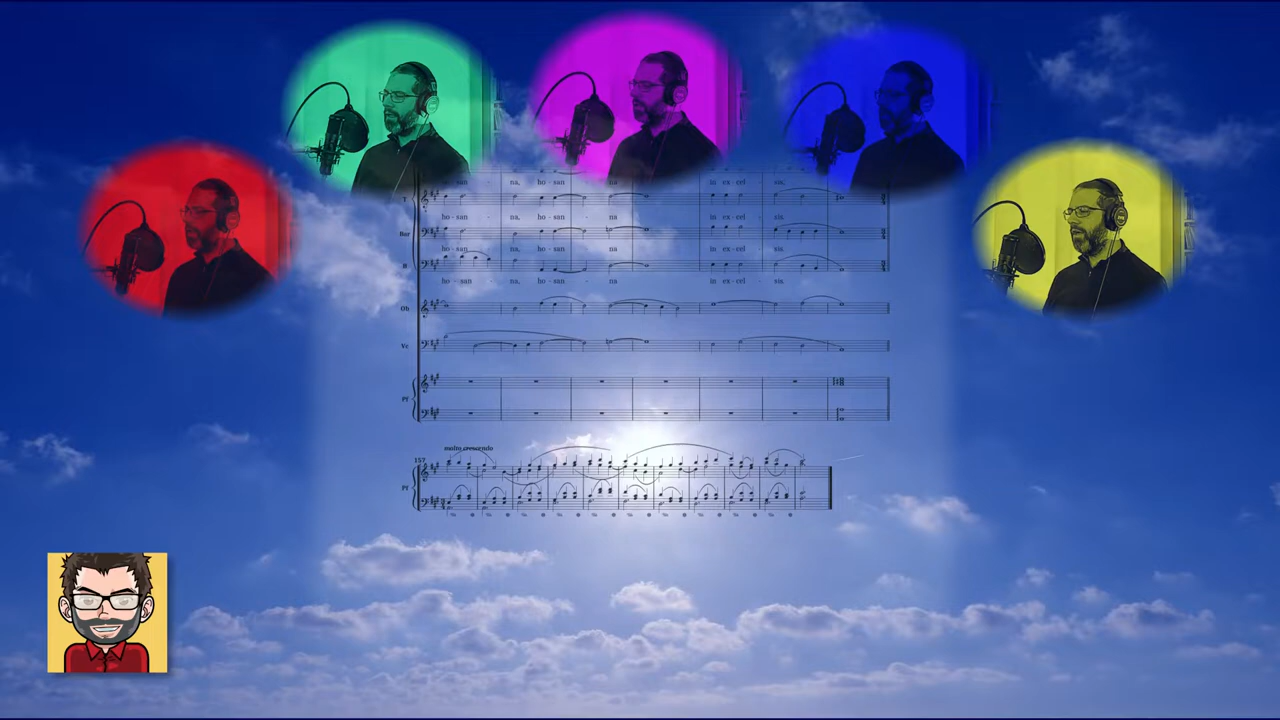 san na, ho - san na in ex - cel sis.
T
ho - san - na, ho - san - na in ex - cel - sis.
Bar
ho - san - na, ho - san - na in ex - cel - sis.
B
ho - san na, ho - san - na in ex - cel - sis.
Ob
Vc
Pf
molto crescendo
157
Pf